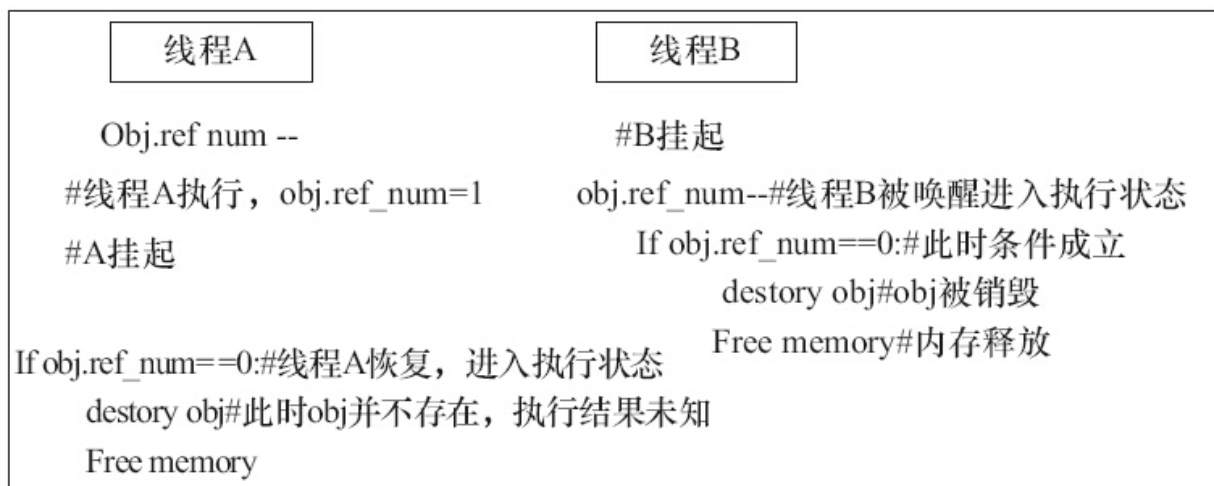 线程A
线程B
Obj.ref num --
#B挂起
#线程A执行，obj.ref_num=1
obj.ref_num--#线程B被唤醒进入执行状态
#A挂起
If obj.ref_num==0:#此时条件成立
destory obj#obj被销毁
Free memory#内存释放
If obj.ref_num==0:#线程A恢复，进入执行状态
destory obj#此时obj并不存在，执行结果未知
Free memory